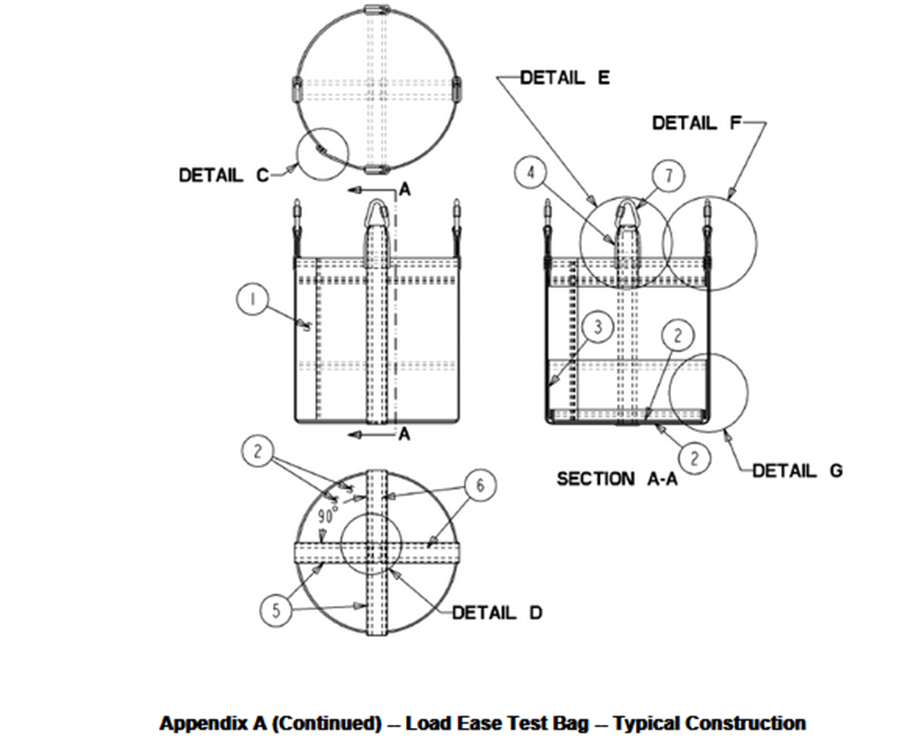 DETAIL E
DETAIL F
DETAIL C
4
7
A
1
3
2
A
2
2
SECTION A-A
DETAIL G
6
90°
5
DETAIL D
Appendix A (Continued) – Load Ease Test Bag – Typical Construction